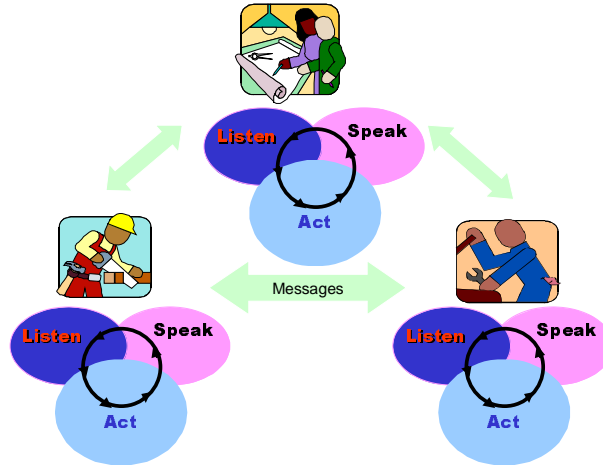 Listen
Speak
Act
Messages
Listen
Speak
Act
Listen
Speak
Act